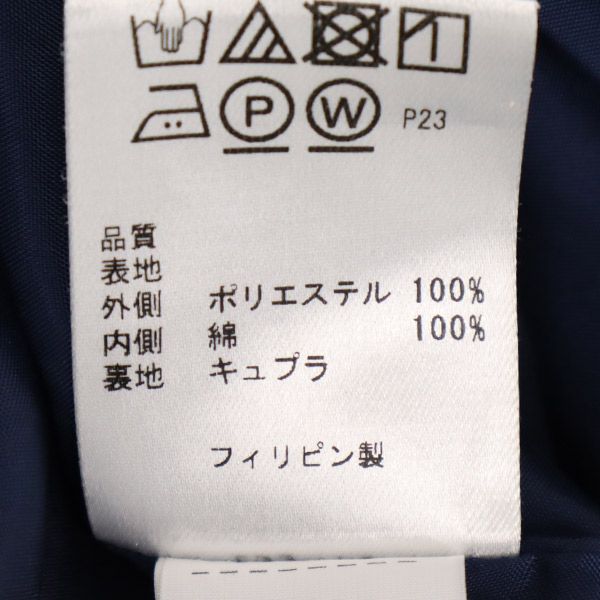 P W P23
品質
表地
外側 ポリエステル 100%
内側 綿 100%
裏地 キュプラ
フィリピン製